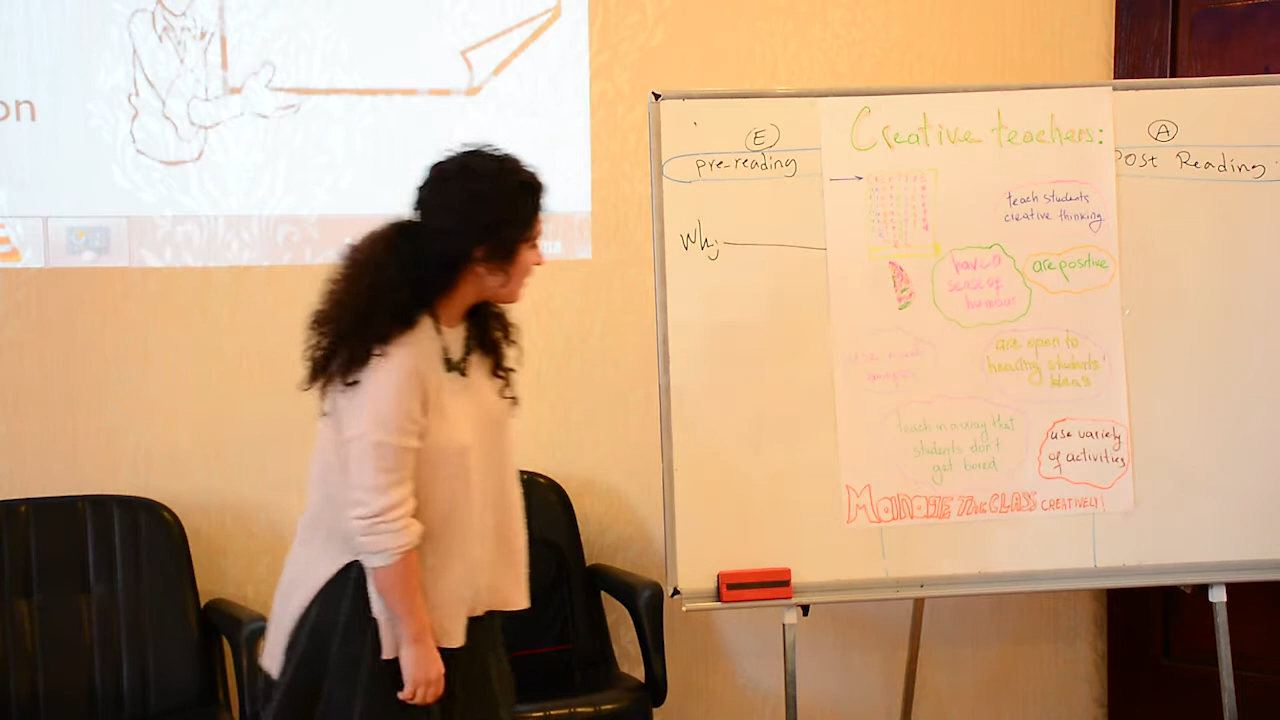 on
E
pre-reading
Why
Creative teachers:
teach students
creative thinking
have a
sense of
humour
are positive
are open to
hearing students'
ideas
teach in a way that
students don't
get bored
use variety
of activities
MANAGE THE CLASS CREATIVELY!
A
Post Reading